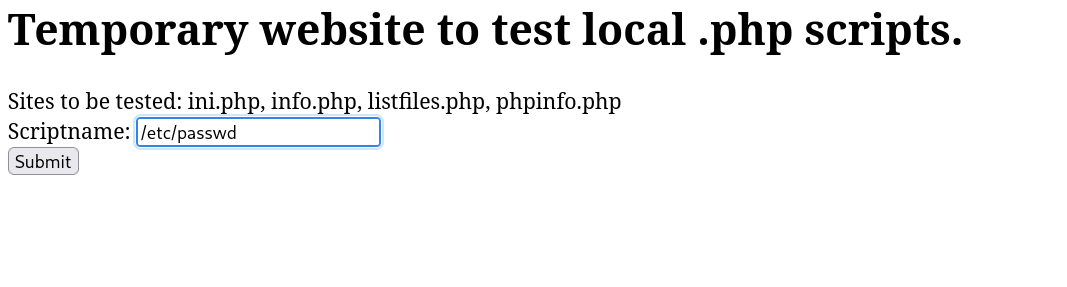 Temporary website to test local .php scripts.
Sites to be tested: ini.php, info.php, listfiles.php, phpinfo.php
Scriptname: /etc/passwd
Submit